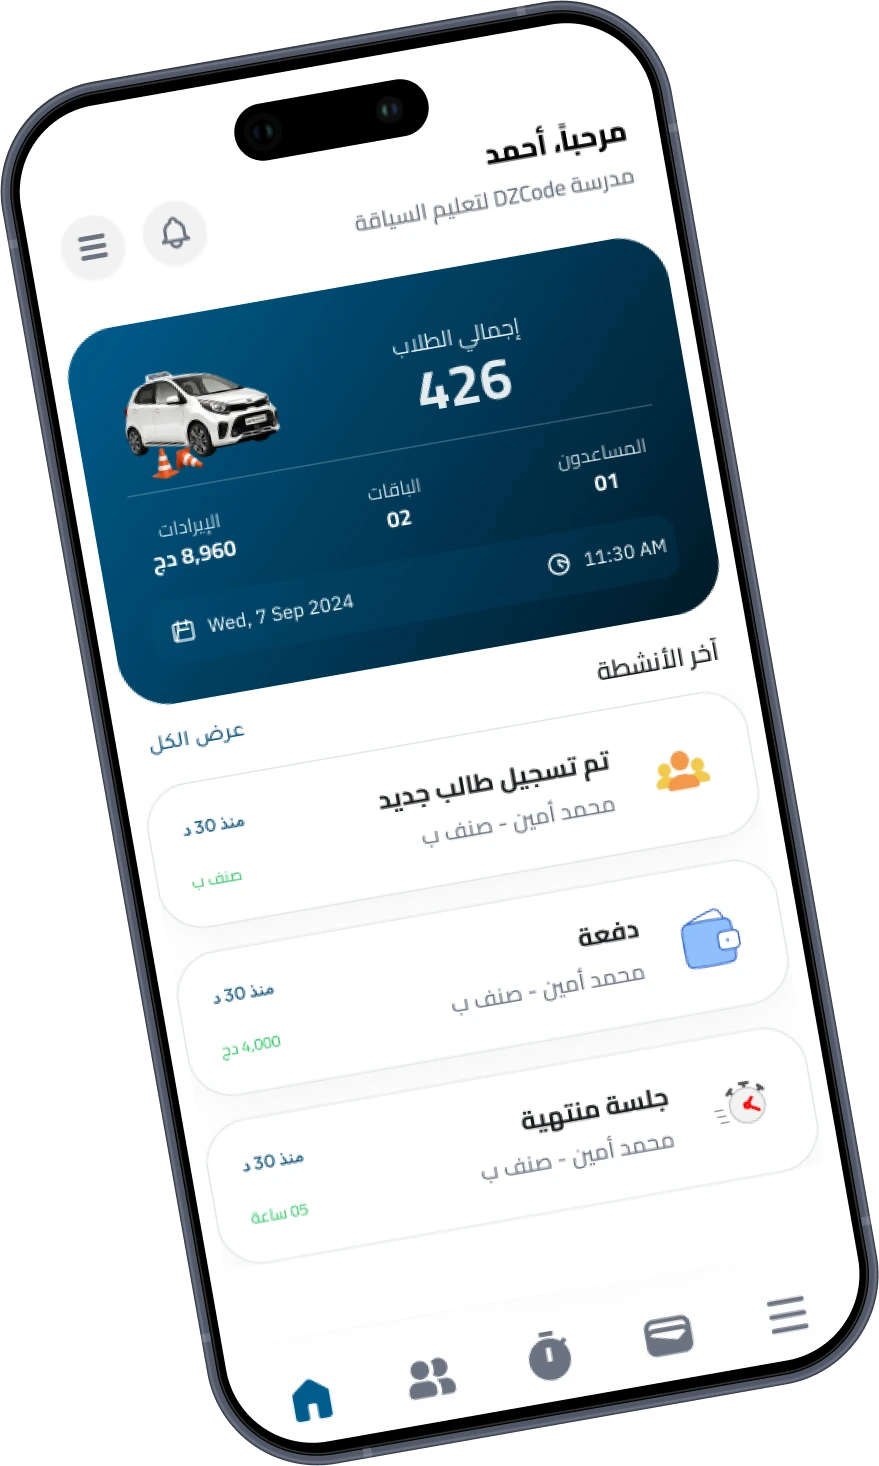 مرحباً، أحمد
مدرسة DZCode لتعليم السياقة
إجمالي الطلاب
426
المساعدون
01
الباقات
02
الإيرادات
8,960 دج
11:30 AM
Wed, 7 Sep 2024
آخر الأنشطة
عرض الكل
تم تسجيل طالب جديد
محمد أمين - صنف ب
منذ 30 د
صنف ب
دفعة
محمد أمين - صنف ب
منذ 30 د
4,000 دج
جلسة منتهية
محمد أمين - صنف ب
منذ 30 د
05 ساعة